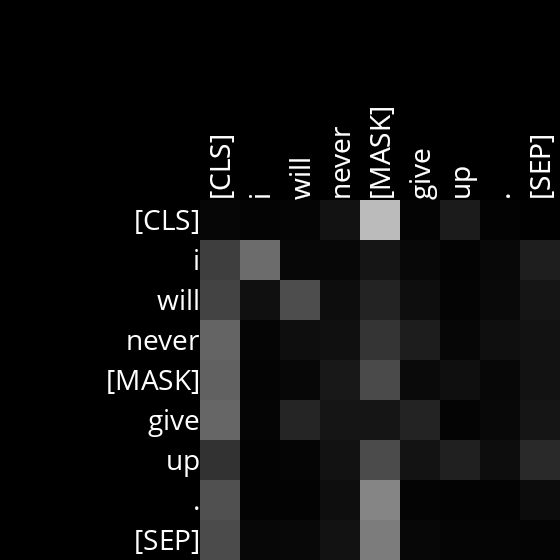 [CLS] i will never [MASK] give up . [SEP]
[CLS]
i
will
never
[MASK]
give
up
.
[SEP]